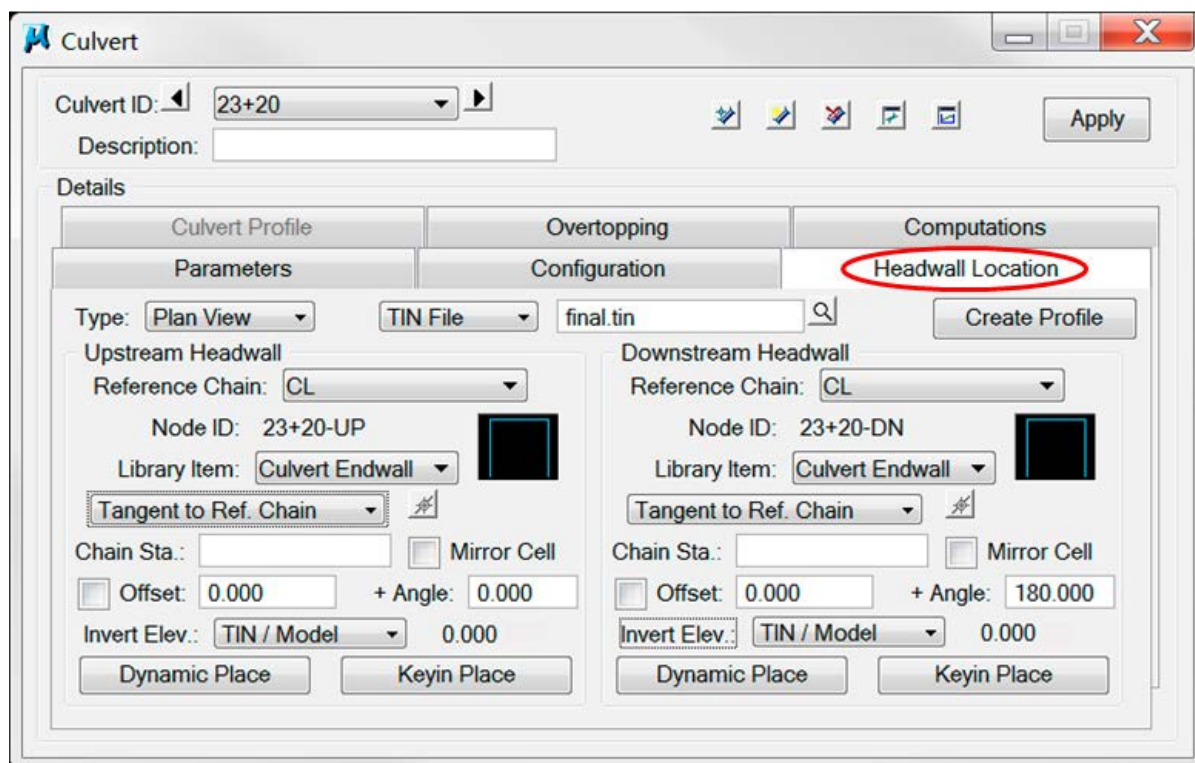 Culvert
Culvert ID: 23+20
Apply
Description:
Details
Culvert Profile Overtopping Computations
Parameters Configuration Headwall Location
Type: Plan View TIN File final.tin Create Profile
Upstream Headwall
Reference Chain: CL
Node ID: 23+20-UP
Library Item: Culvert Endwall
Tangent to Ref. Chain
Chain Sta.: Mirror Cell
Offset: 0.000 + Angle: 0.000
Invert Elev.: TIN / Model 0.000
Dynamic Place Keyin Place
Downstream Headwall
Reference Chain: CL
Node ID: 23+20-DN
Library Item: Culvert Endwall
Tangent to Ref. Chain
Chain Sta.: Mirror Cell
Offset: 0.000 + Angle: 180.000
Invert Elev.: TIN / Model 0.000
Dynamic Place Keyin Place